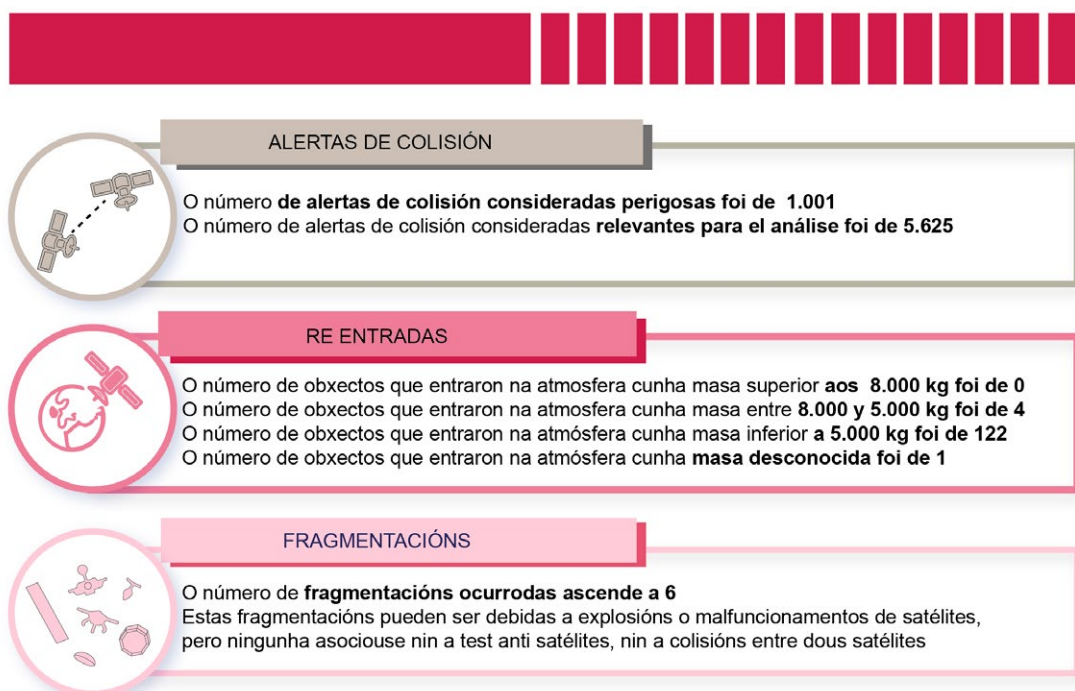 ALERTAS DE COLISIÓN
O número de alertas de colisión consideradas perigosas foi de 1.001
O número de alertas de colisión consideradas relevantes para el análise foi de 5.625
RE ENTRADAS
O número de obxectos que entraron na atmosfera cunha masa superior aos 8.000 kg foi de 0
O número de obxectos que entraron na atmosfera cunha masa entre 8.000 y 5.000 kg foi de 4
O número de obxectos que entraron na atmósfera cunha masa inferior a 5.000 kg foi de 122
O número de obxectos que entraron na atmósfera cunha masa desconocida foi de 1
FRAGMENTACIÓNS
O número de fragmentacións ocurrodas ascende a 6
Estas fragmentacións pueden ser debidas a explosións o malfuncionamentos de satélites,
pero ningunha asociouse nin a test anti satélites, nin a colisións entre dous satélites